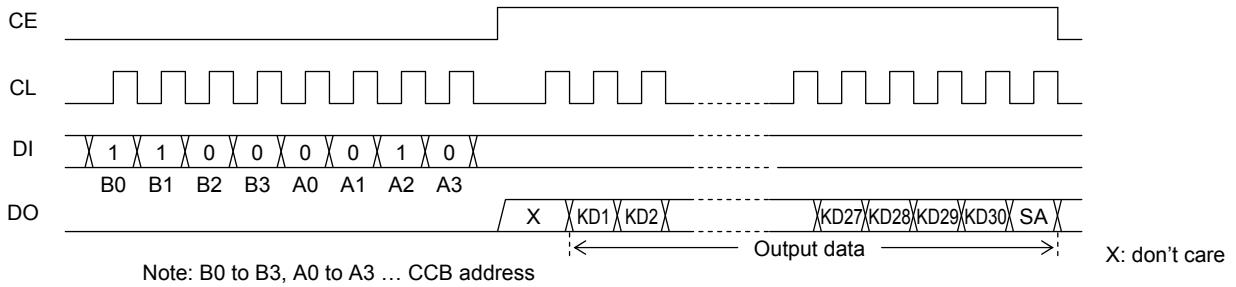 CE
CL
DI 1 1 0 0 0 0 1 0
B0 B1 B2 B3 A0 A1 A2 A3
DO X KD1 KD2 KD27 KD28 KD29 KD30 SA
Output data
X: don't care
Note: B0 to B3, A0 to A3 … CCB address